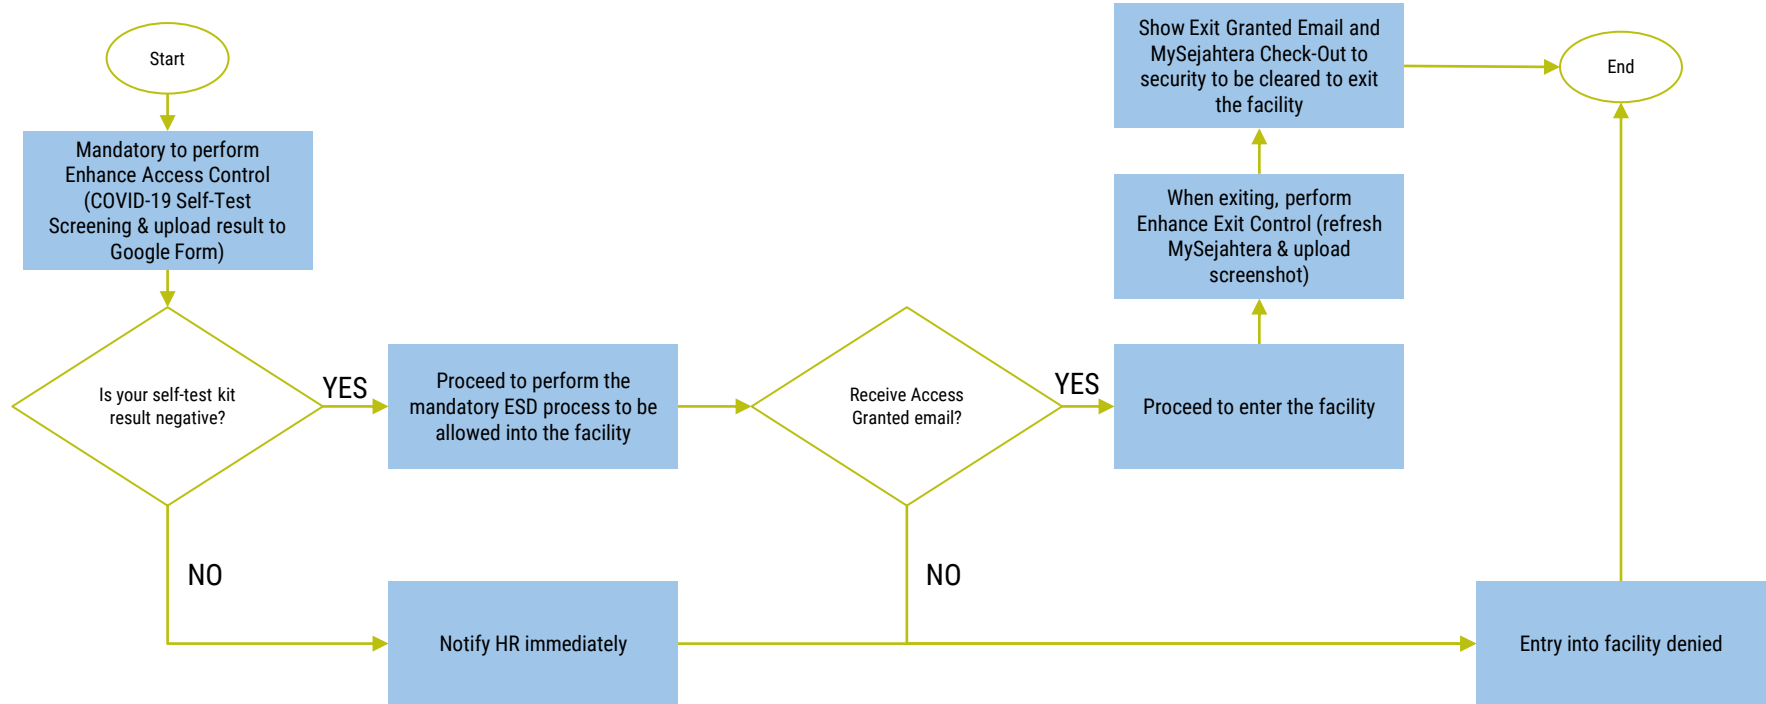 Start
Mandatory to perform
Enhance Access Control
(COVID-19 Self-Test
Screening & upload result to
Google Form)
Is your self-test kit
result negative?
YES
NO
Proceed to perform the
mandatory ESD process to be
allowed into the facility
Notify HR immediately
Receive Access
Granted email?
YES
NO
Proceed to enter the facility
When exiting, perform
Enhance Exit Control (refresh
MySejahtera & upload
screenshot)
Show Exit Granted Email and
MySejahtera Check-Out to
security to be cleared to exit
the facility
End
Entry into facility denied